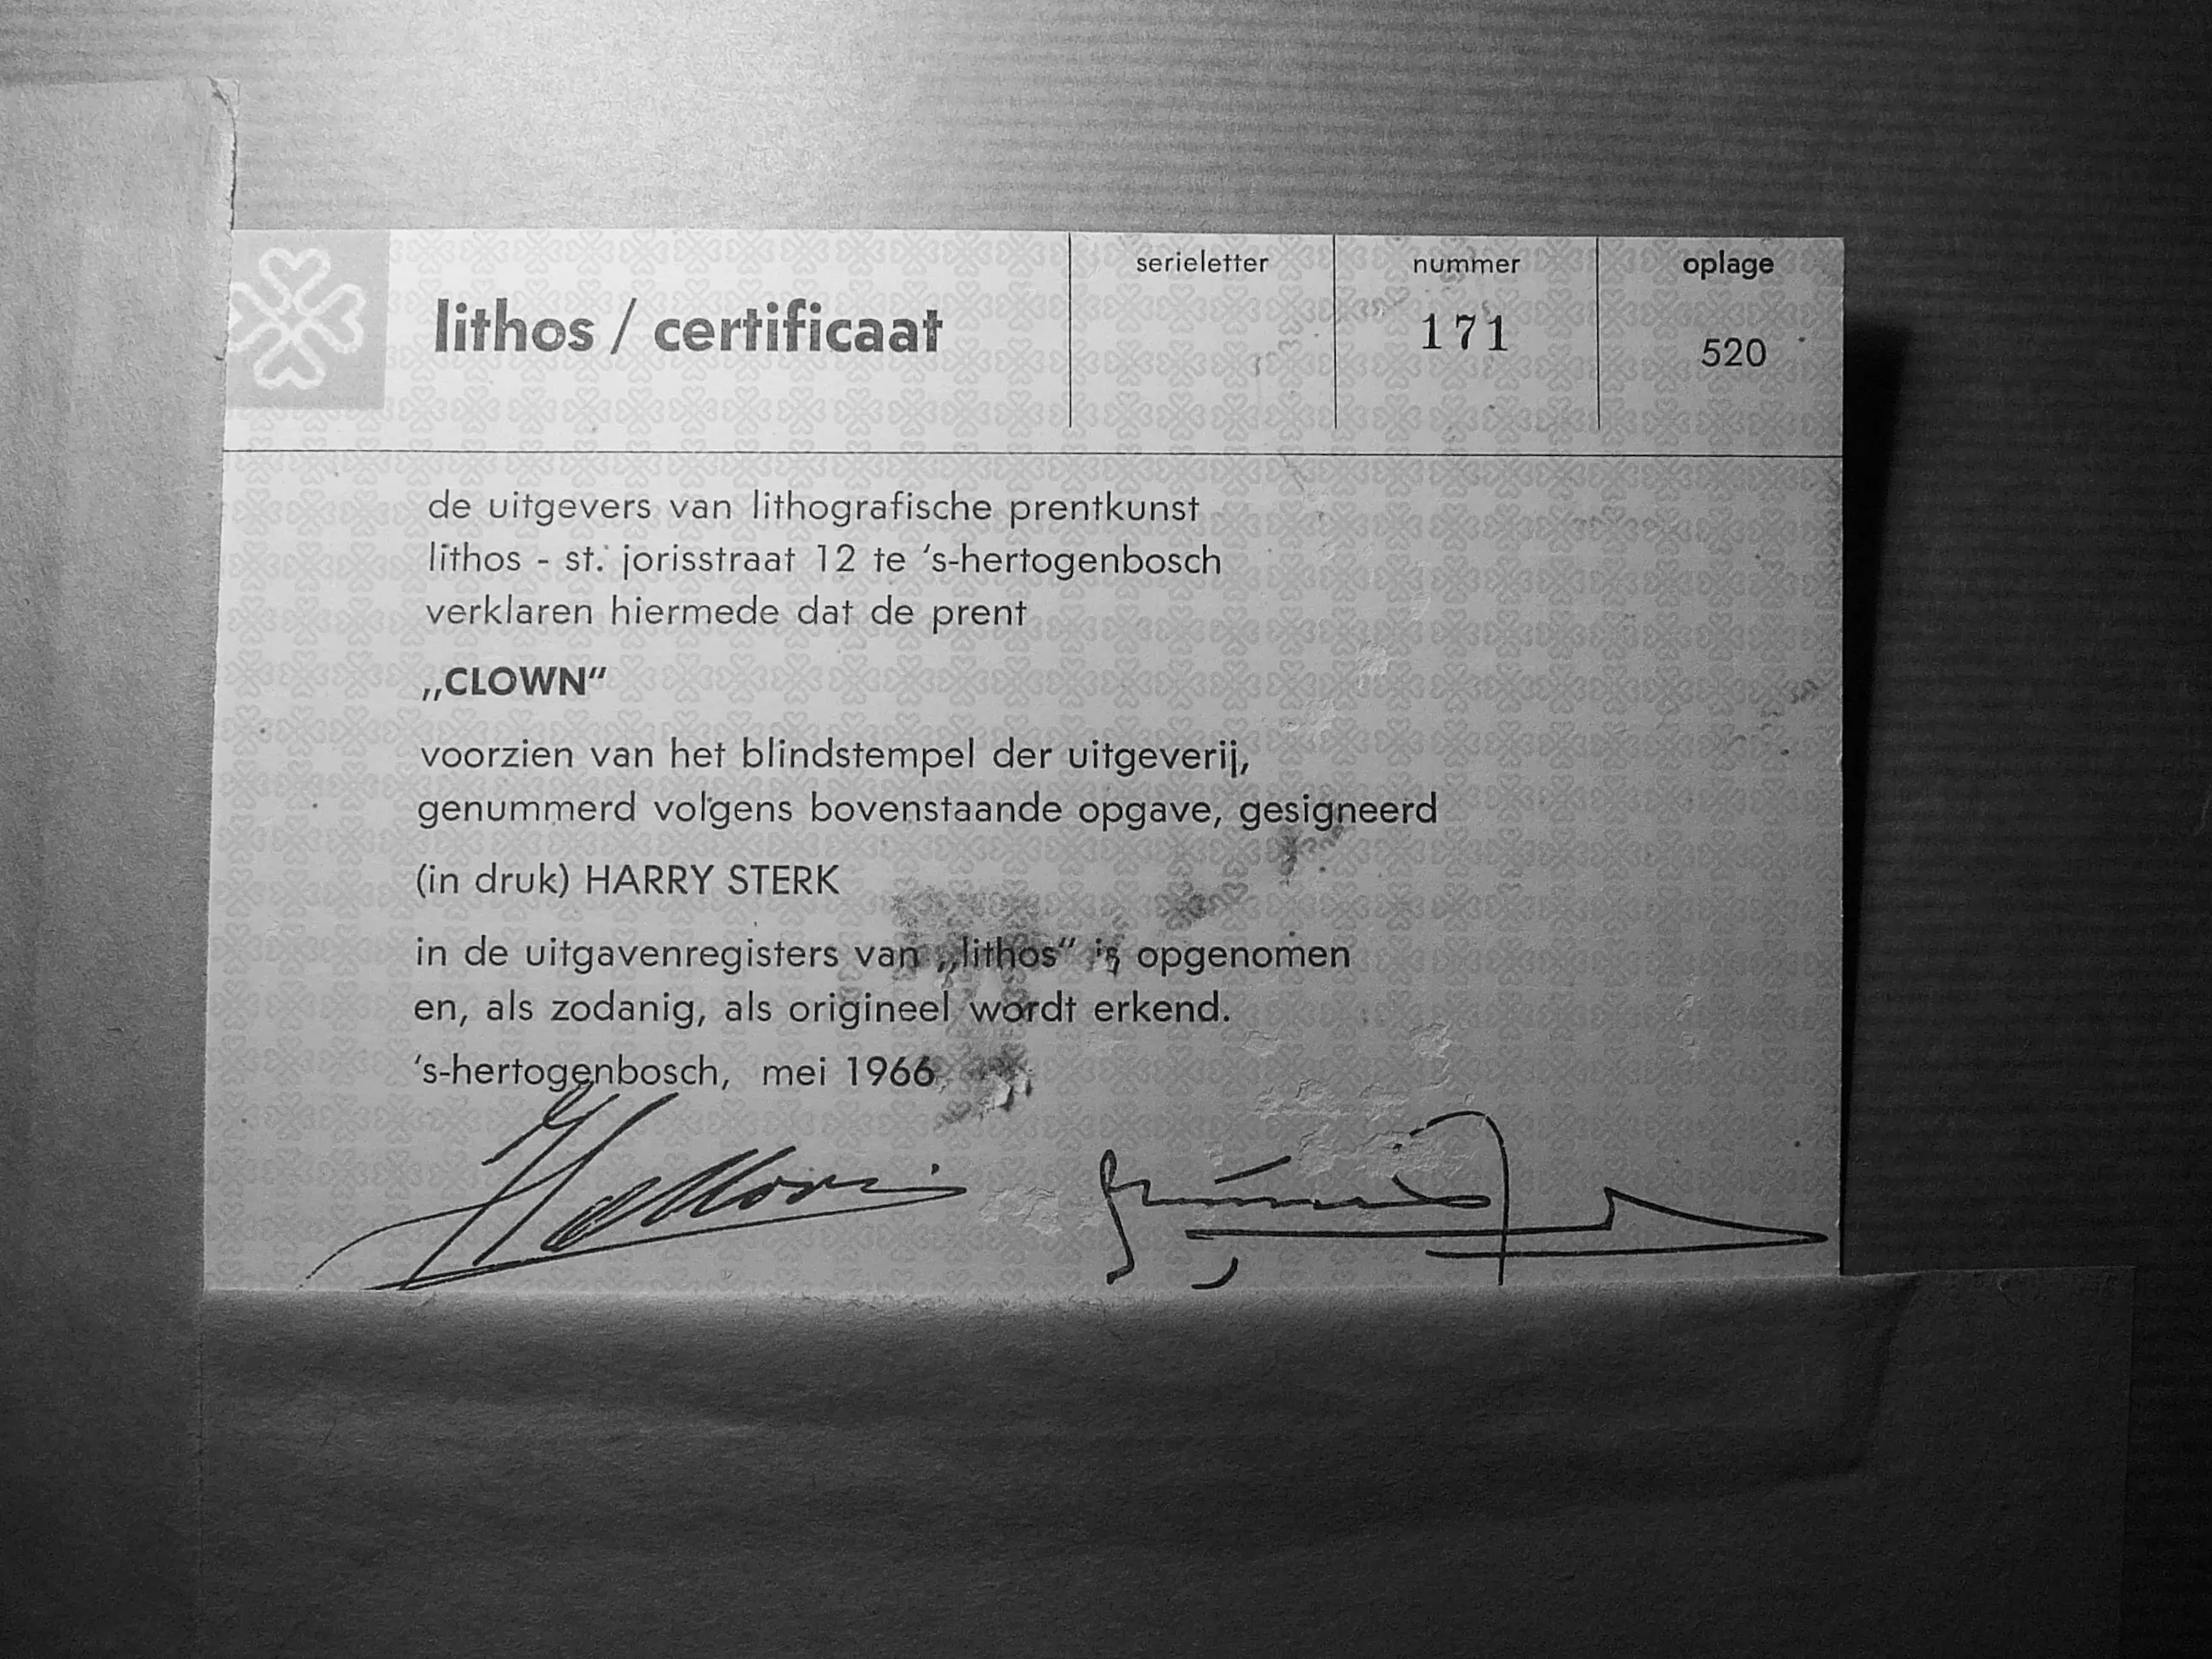 lithos / certificaat
serieletter
nummer
171
oplage
520
de uitgevers van lithografische prentkunst
lithos - st. jorisstraat 12 te ‘s-hertogenbosch
verklaren hiermede dat de prent
„CLOWN“
voorzien van het blindstempel der uitgeverij,
genummerd volgens bovenstaande opgave, gesigneerd
(in druk) HARRY STERK
in de uitgavenregisters van „lithos“ is opgenomen
en, als zodanig, als origineel wordt erkend.
‘s-hertogenbosch, mei 1966